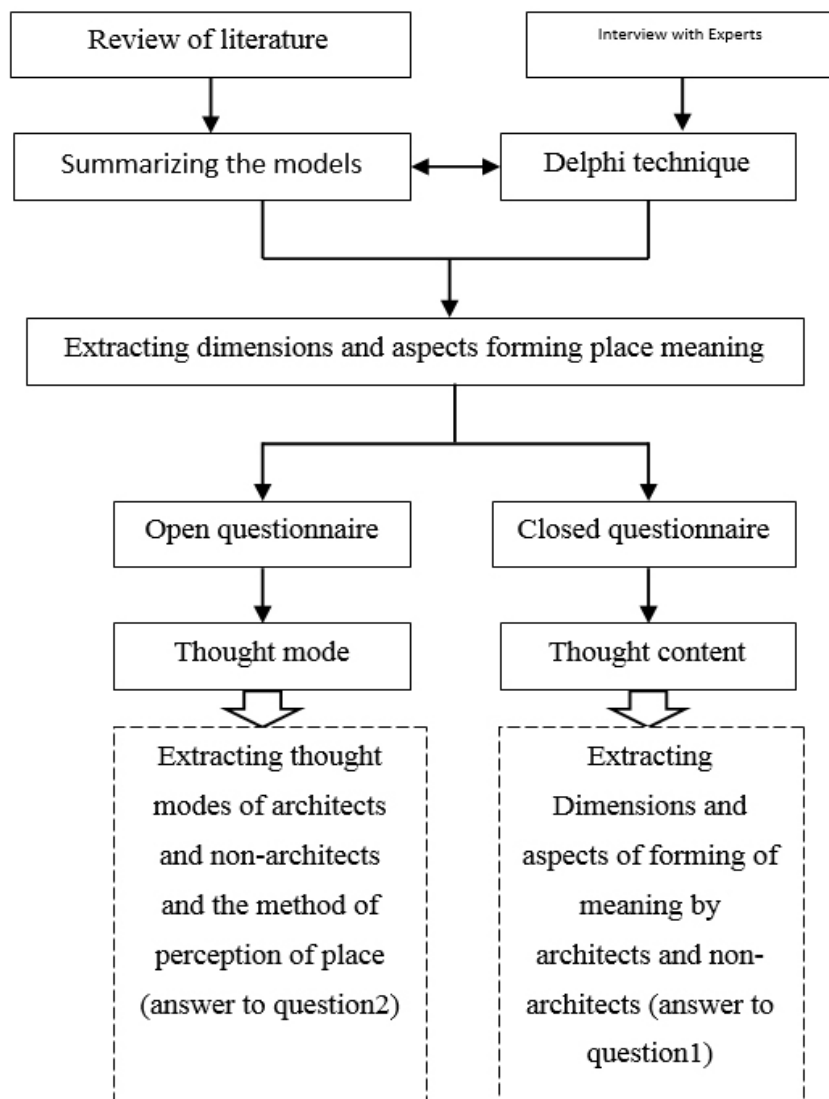 Review of literature
Interview with Experts
Summarizing the models
Delphi technique
Extracting dimensions and aspects forming place meaning
Open questionnaire
Closed questionnaire
Thought mode
Thought content
Extracting thought
modes of architects
and non-architects
and the method of
perception of place
(answer to question2)
Extracting
Dimensions and
aspects of forming of
meaning by
architects and non-
architects (answer to
question1)